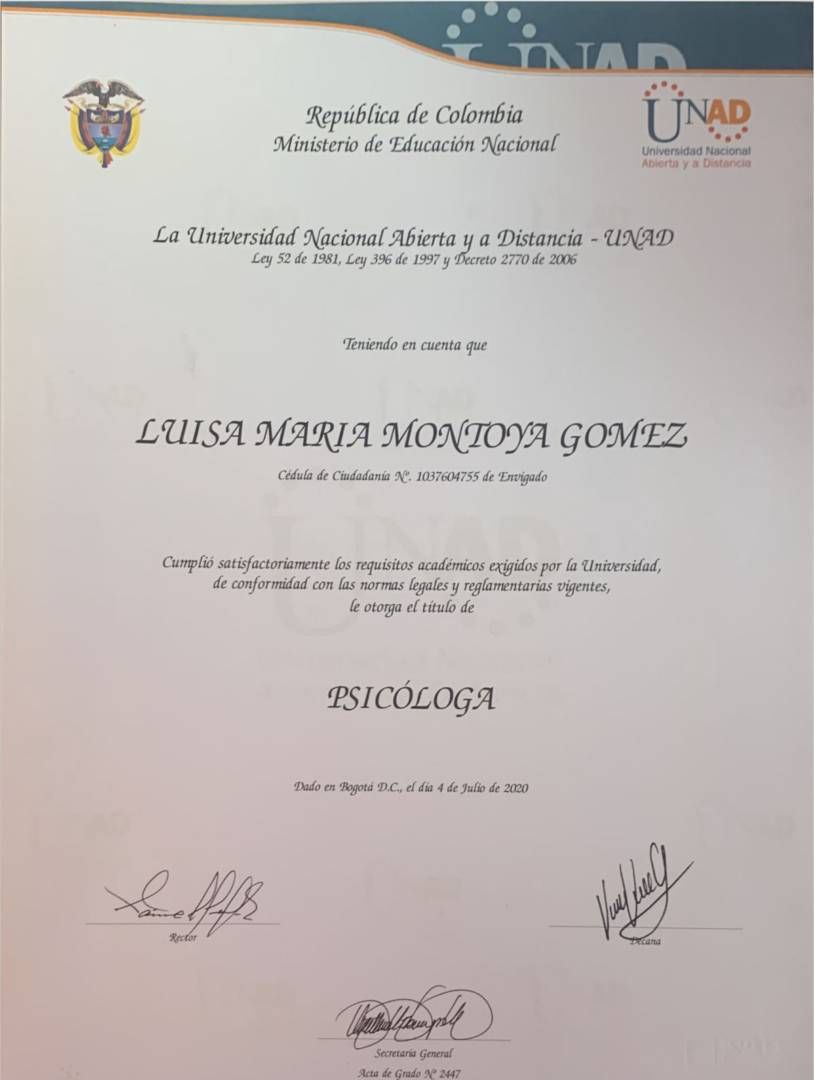 UNAD
República de Colombia
Ministerio de Educación Nacional
UNAD
Universidad Nacional
Abierta y a Distancia
La Universidad Nacional Abierta y a Distancia - UNAD
Ley 52 de 1981, Ley 396 de 1997 y Decreto 2770 de 2006
Teniendo en cuenta que
LUISA MARIA MONTOYA GOMEZ
Cédula de Ciudadanía Nº. 1037604755 de Envigado
Cumplió satisfactoriamente los requisitos académicos exigidos por la Universidad,
de conformidad con las normas legales y reglamentarias vigentes,
le otorga el título de
PSICÓLOGA
Dado en Bogotá D.C., el día 4 de Julio de 2020
Rector
Decana
Secretaria General
Acta de Grado Nº 2447